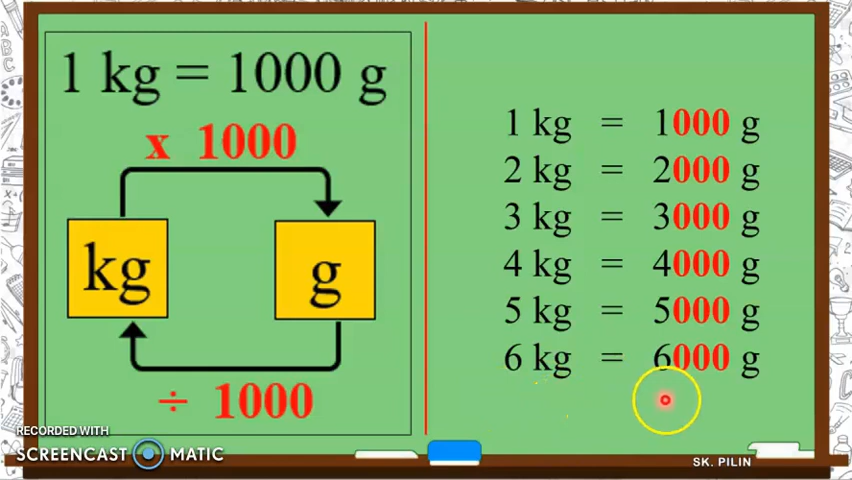 1 kg = 1000 g
x 1000
kg
g
÷ 1000
1 kg = 1000 g
2 kg = 2000 g
3 kg = 3000 g
4 kg = 4000 g
5 kg = 5000 g
6 kg = 6000 g
RECORDED WITH
SCREENCAST MATIC
SK. PILIN
ABC